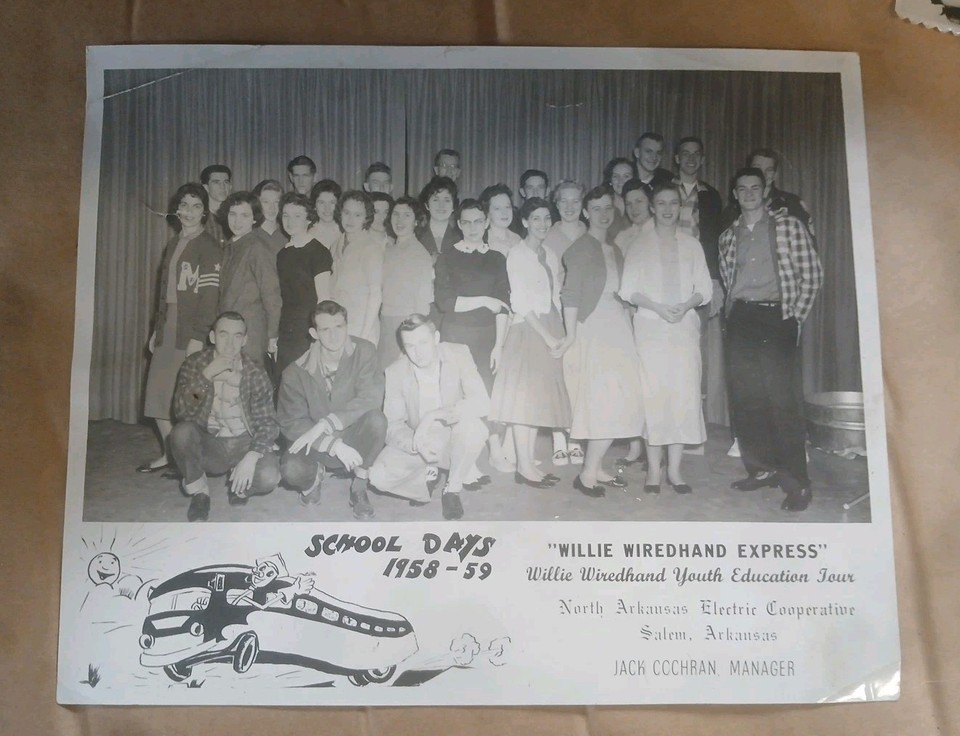 M
SCHOOL DAYS
1958-59
"WILLIE WIREDHAND EXPRESS"
Willie Wiredhand Youth Education Tour
North Arkansas Electric Cooperative
Salem, Arkansas
JACK COCHRAN, MANAGER